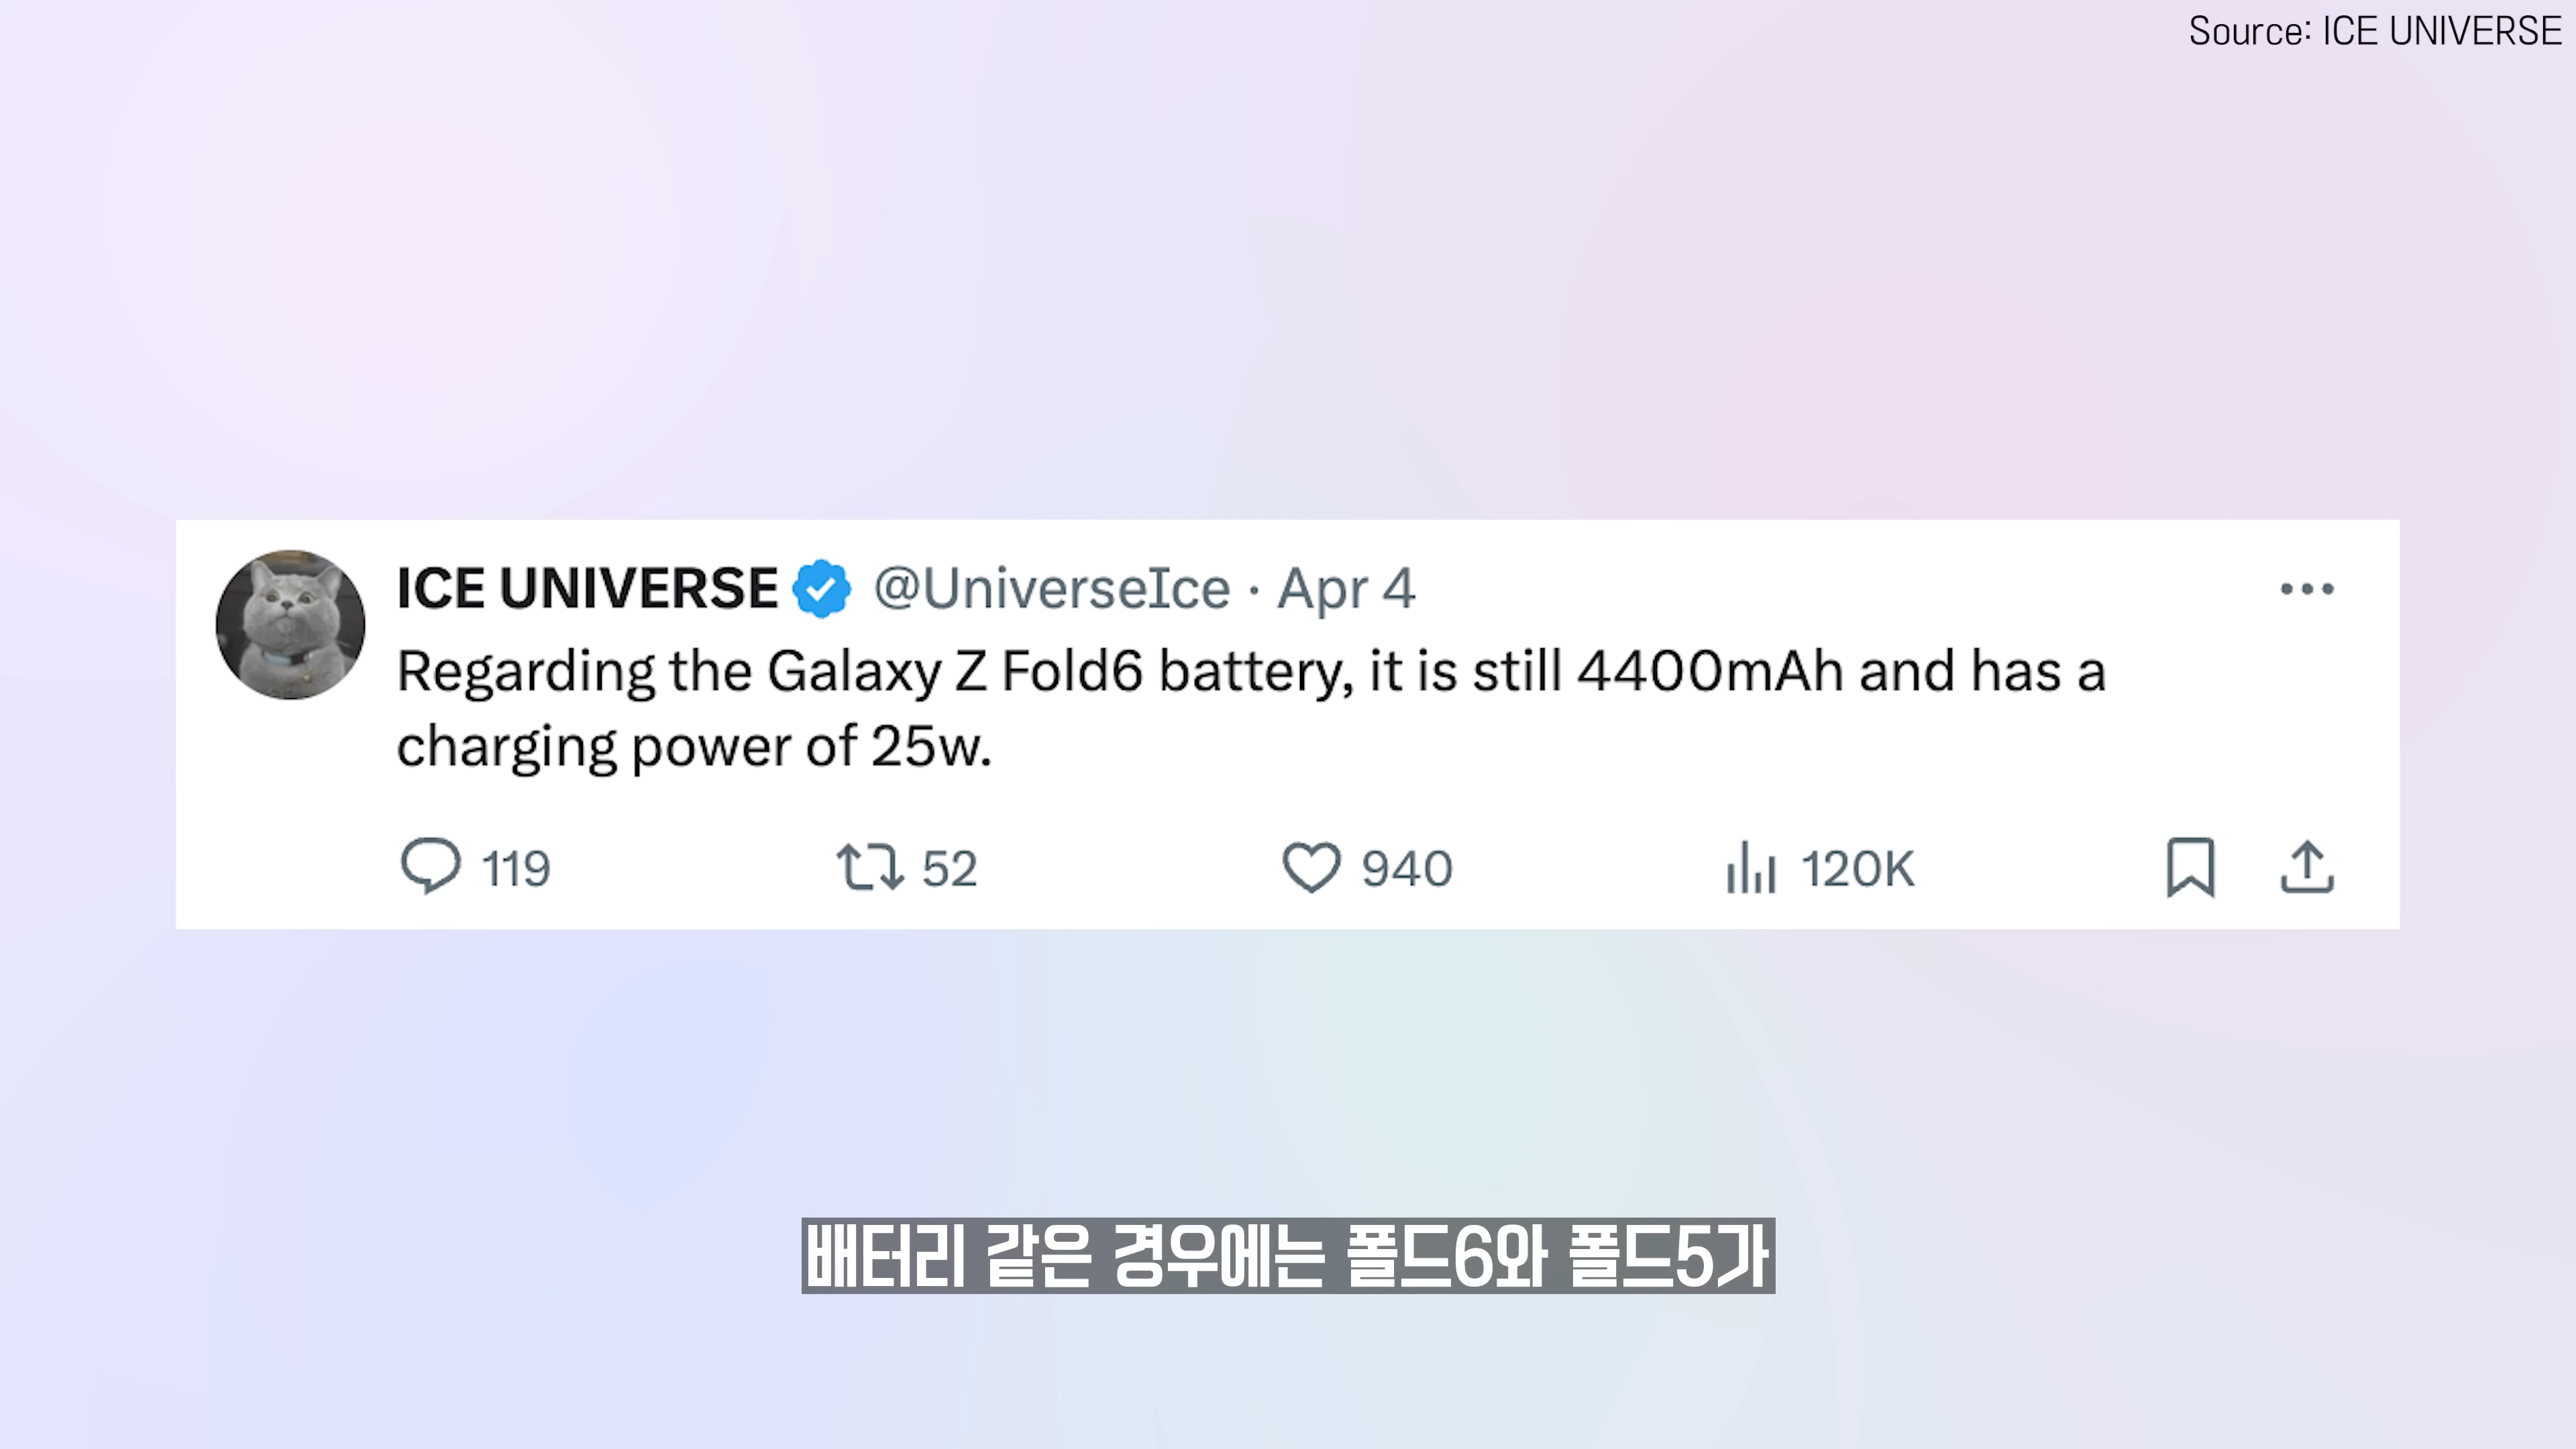 Source: ICE UNIVERSE
ICE UNIVERSE @UniverseIce · Apr 4
Regarding the Galaxy Z Fold6 battery, it is still 4400mAh and has a
charging power of 25w.
119 52 940 120K
배터리 같은 경우에는 폴드6와 폴드5가